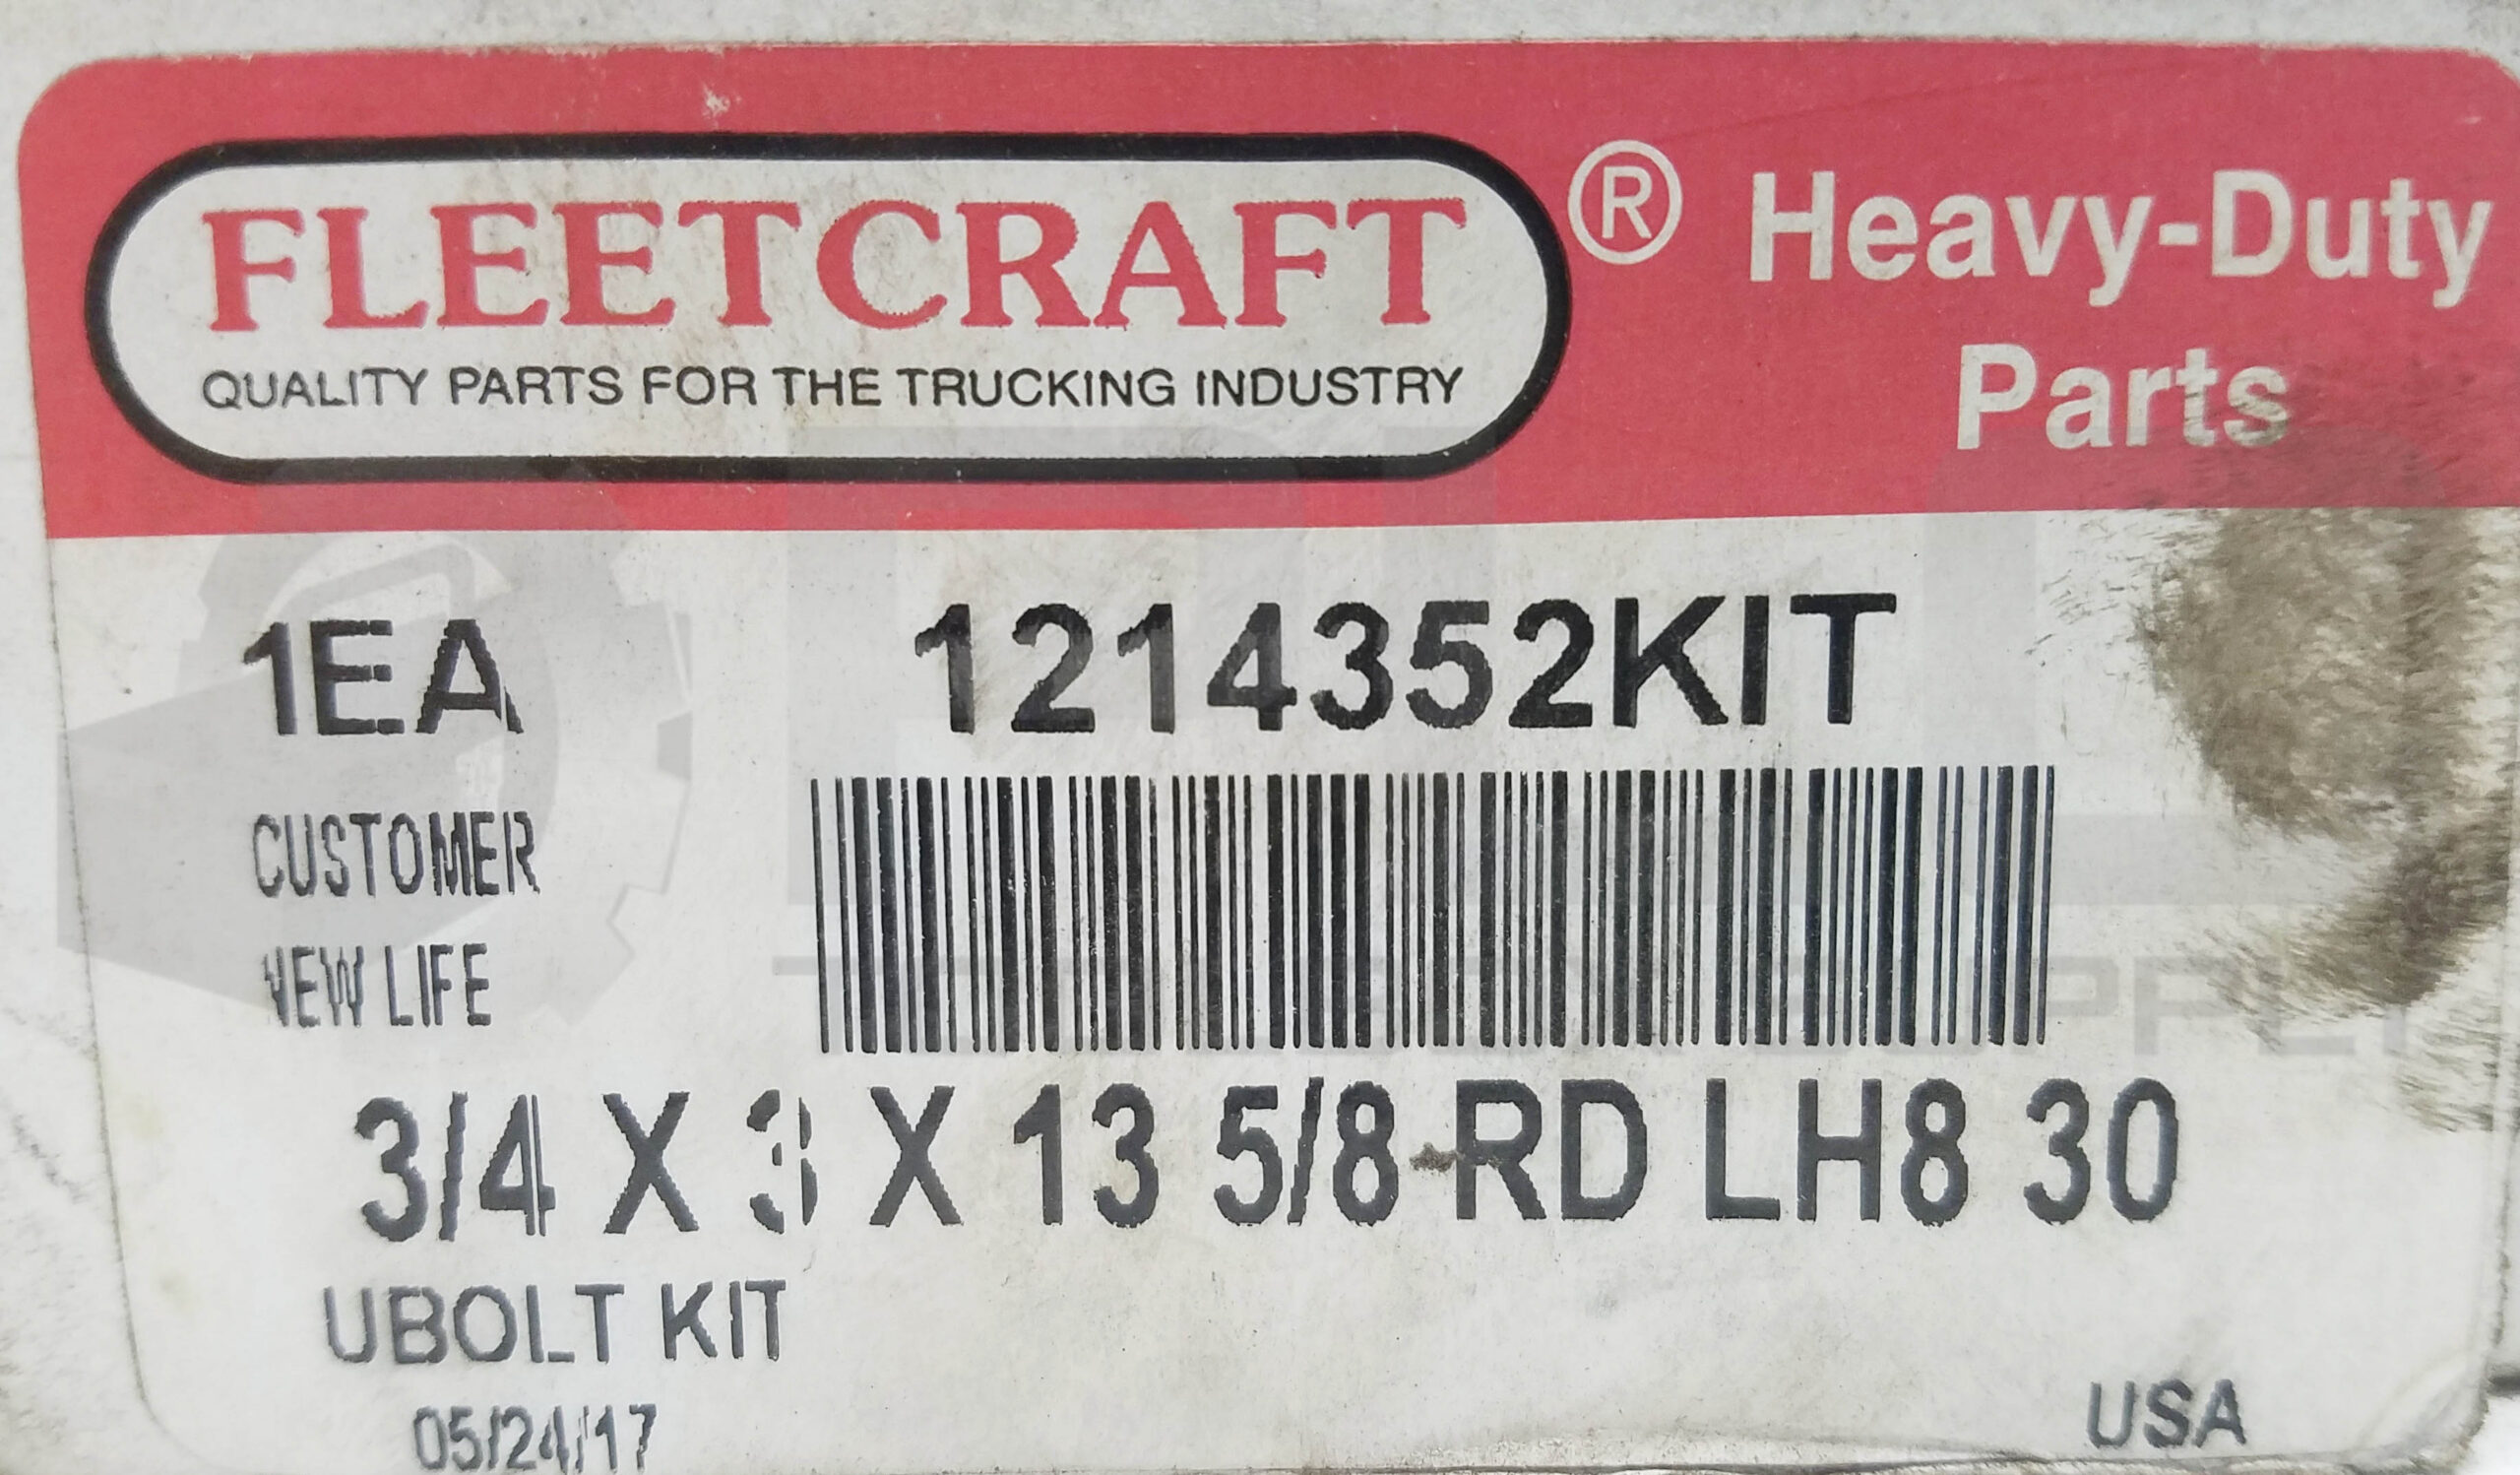 FLEETCRAFT ® Heavy-Duty
Parts
QUALITY PARTS FOR THE TRUCKING INDUSTRY
1EA 1214352KIT
CUSTOMER
NEW LIFE
3/4 X 3 X 13 5/8 RD LH8 30
UBOLT KIT
05/24/17
USA